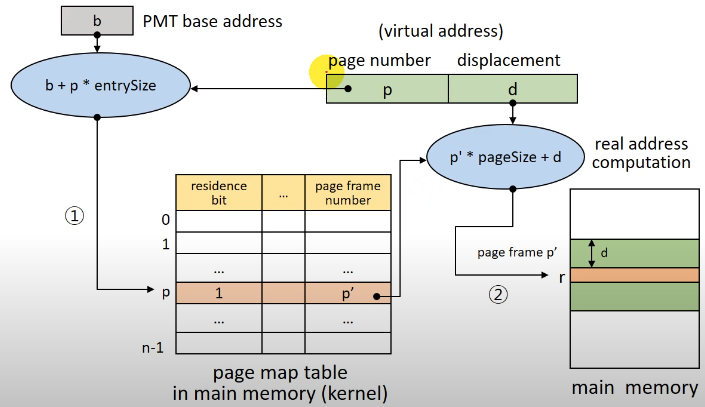 b
PMT base address
(virtual address)
page number
displacement
b + p * entrySize
p
d
p' * pageSize + d
real address
computation
residence
bit
...
page frame
number
①
0
1
...
...
p
1
p'
...
...
n-1
page map table
in main memory (kernel)
page frame p'
d
r
②
main memory